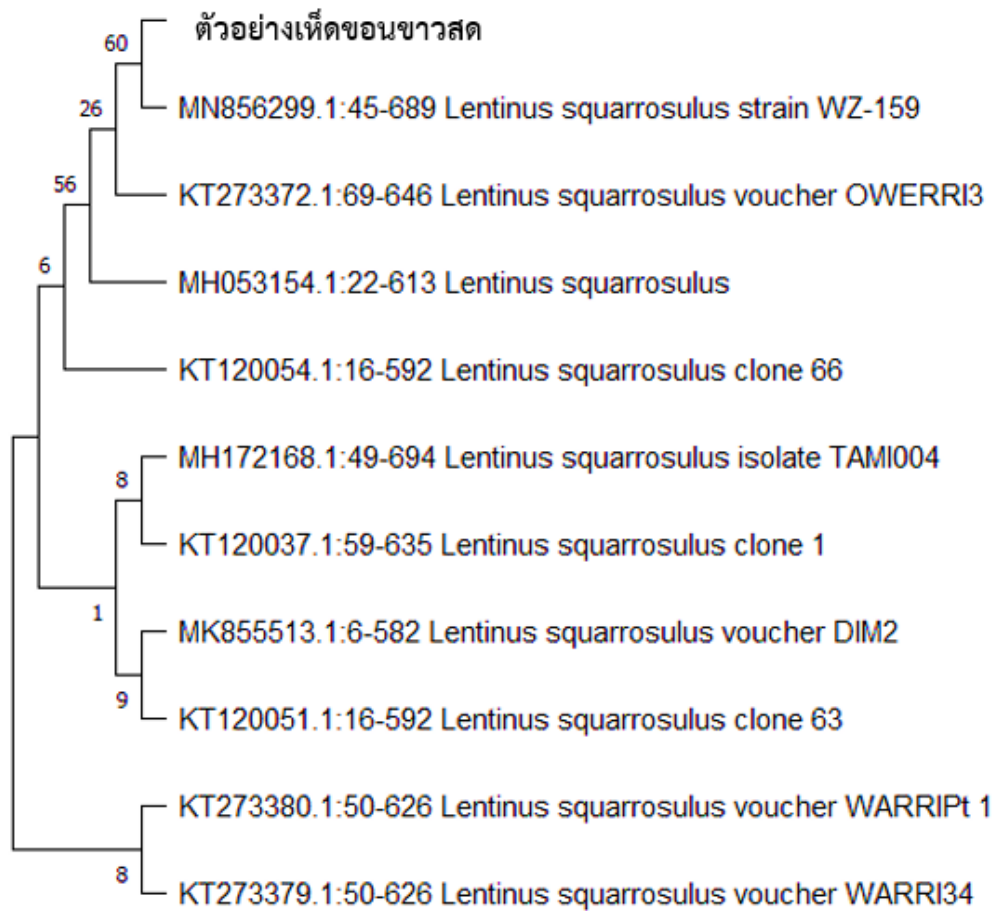 ตัวอย่างเห็ดขอนขาวสด
60
MN856299.1:45-689 Lentinus squarrosulus strain WZ-159
26
KT273372.1:69-646 Lentinus squarrosulus voucher OWERRI3
56
MH053154.1:22-613 Lentinus squarrosulus
6
KT120054.1:16-592 Lentinus squarrosulus clone 66
MH172168.1:49-694 Lentinus squarrosulus isolate TAMI004
8
KT120037.1:59-635 Lentinus squarrosulus clone 1
1
MK855513.1:6-582 Lentinus squarrosulus voucher DIM2
9
KT120051.1:16-592 Lentinus squarrosulus clone 63
KT273380.1:50-626 Lentinus squarrosulus voucher WARRIPt 1
8
KT273379.1:50-626 Lentinus squarrosulus voucher WARRI34